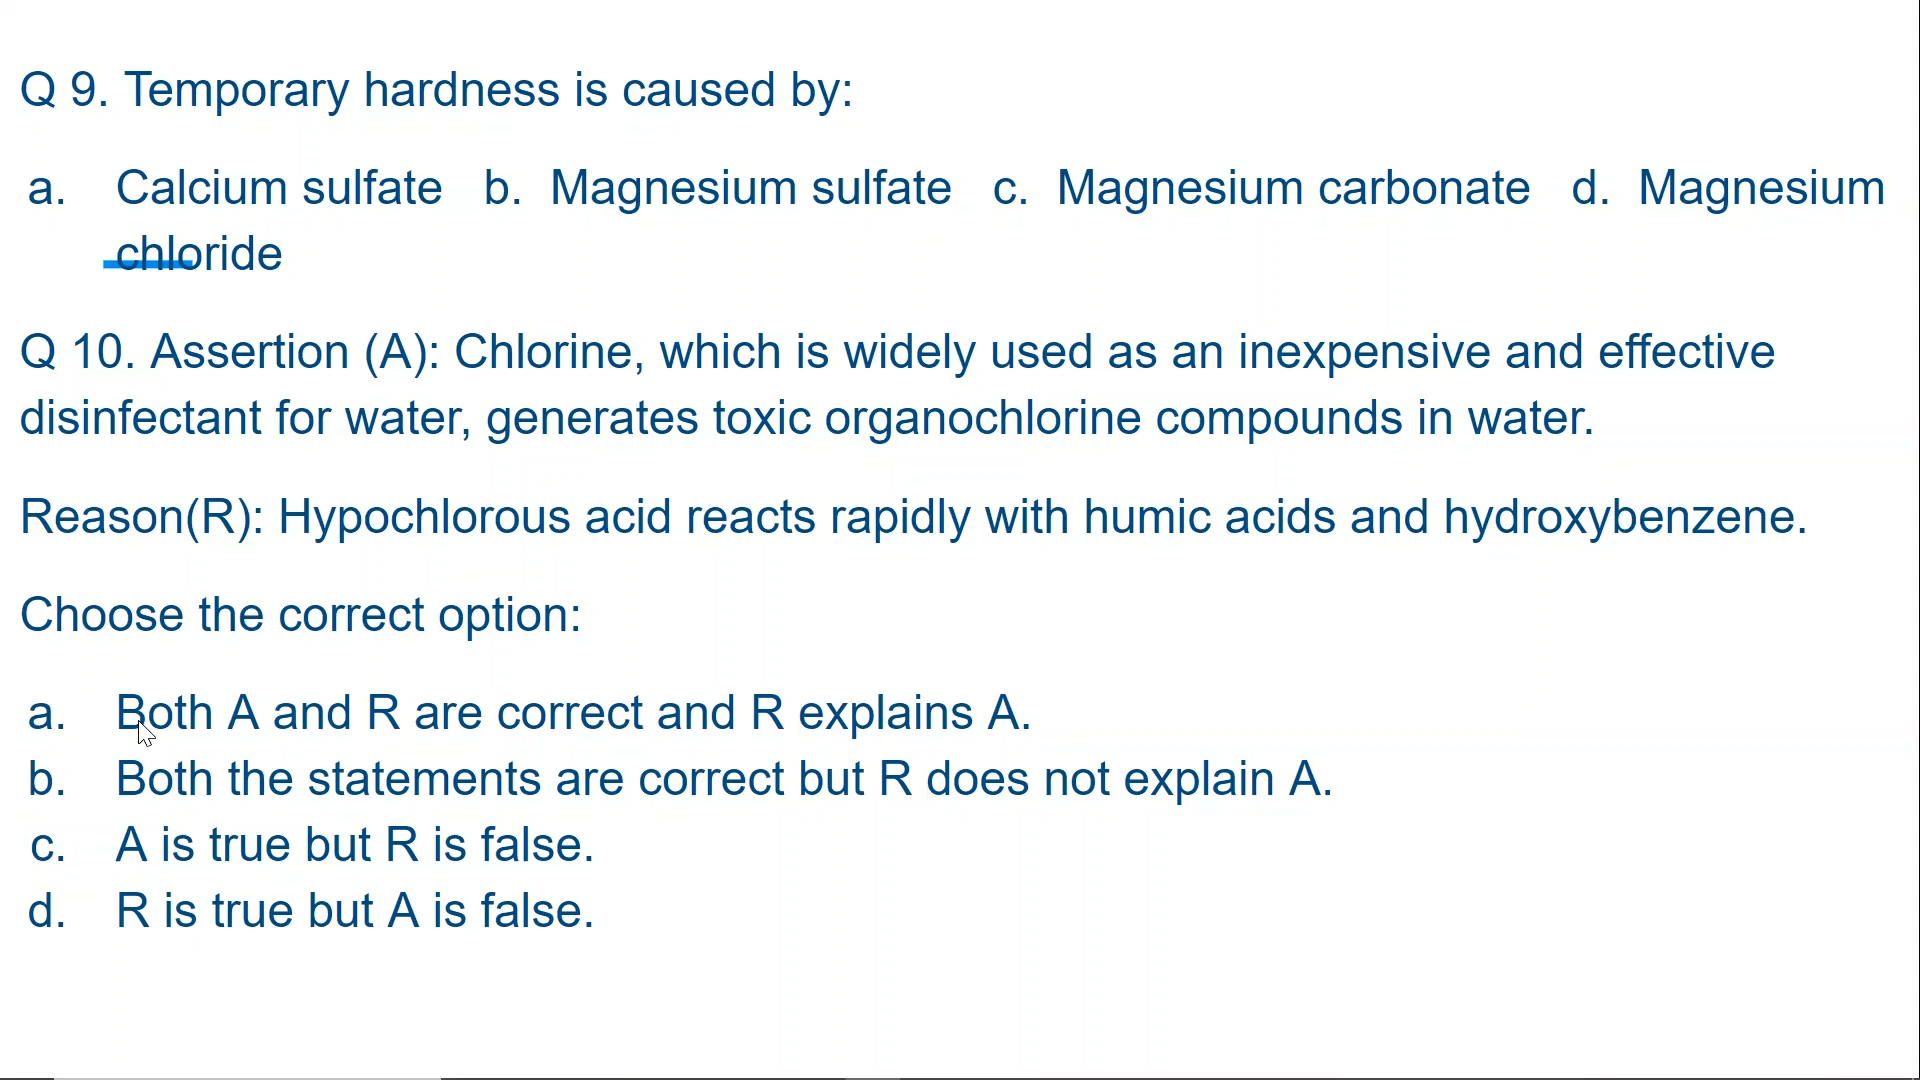 Q 9. Temporary hardness is caused by:
a. Calcium sulfate b. Magnesium sulfate c. Magnesium carbonate d. Magnesium
chloride
Q 10. Assertion (A): Chlorine, which is widely used as an inexpensive and effective
disinfectant for water, generates toxic organochlorine compounds in water.
Reason(R): Hypochlorous acid reacts rapidly with humic acids and hydroxybenzene.
Choose the correct option:
a. Both A and R are correct and R explains A.
b. Both the statements are correct but R does not explain A.
c. A is true but R is false.
d. R is true but A is false.